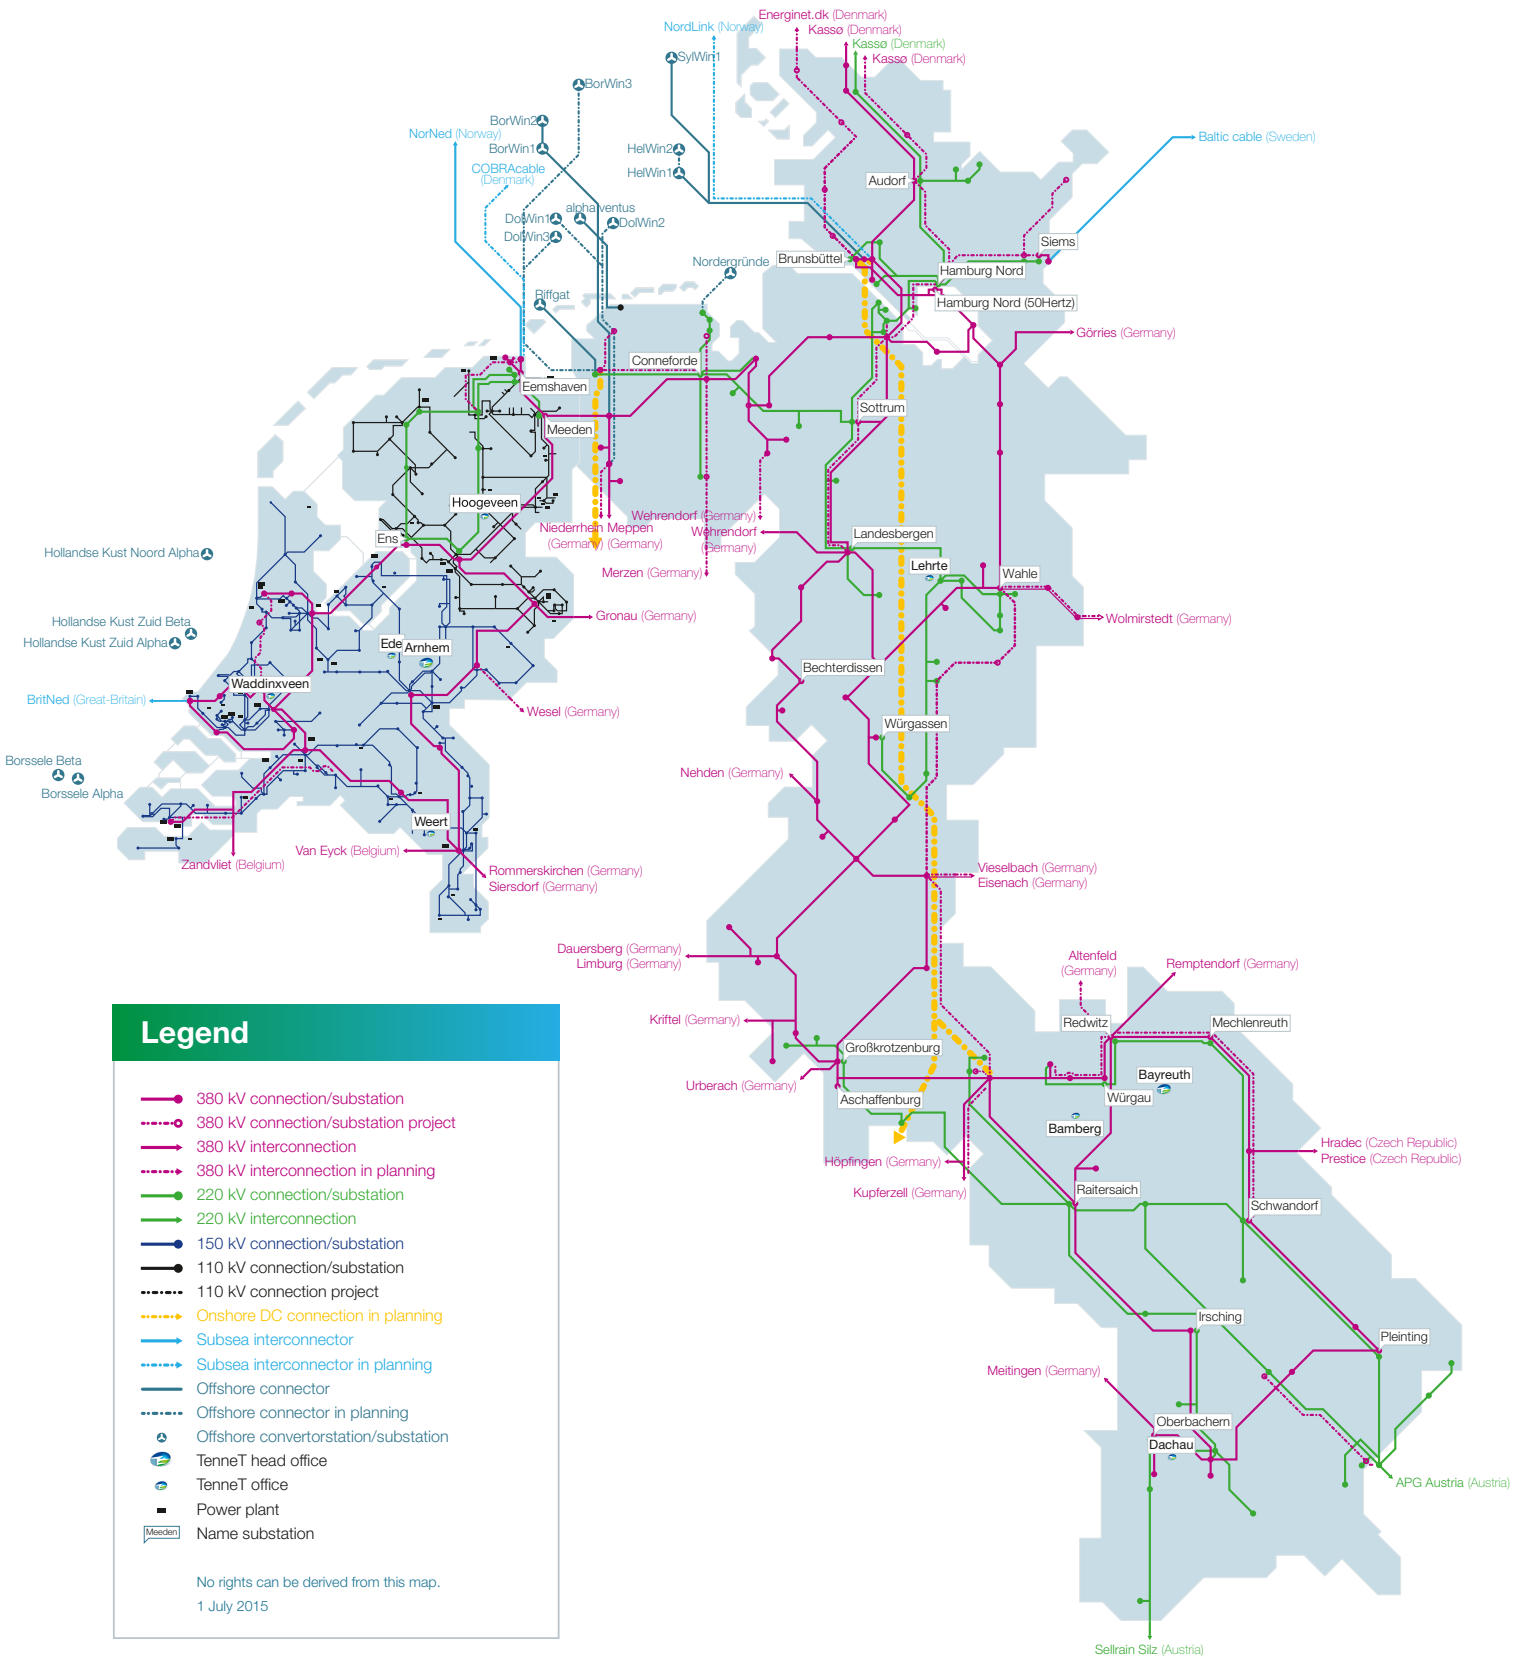 Energinet.dk (Denmark)
NordLink (Norway)
Kassø (Denmark)
Kassø (Denmark)
Kassø (Denmark)
SylWin1
BorWin3
BorWin2
NorNed (Norway)
BorWin1
HelWin2
HelWin1
Baltic cable (Sweden)
COBRAcable
(Denmark)
Audorf
alpha ventus
DolWin1
DolWin2
DolWin3
Siems
Brunsbüttel
Nordergründe
Hamburg Nord
Riffgat
Hamburg Nord (50Hertz)
Görries (Germany)
Conneforde
Eemshaven
Sottrum
Meeden
Hoogeveen
Wehrendorf (Germany)
Niederrhein
(Germany)
Meppen
(Germany)
Wehrendorf
(Germany)
Landesbergen
Ens
Hollandse Kust Noord Alpha
Lehrte
Merzen (Germany)
Wahle
Gronau (Germany)
Wolmirstedt (Germany)
Hollandse Kust Zuid Beta
Hollandse Kust Zuid Alpha
Ede
Arnhem
Bechterdissen
Waddinxveen
BritNed (Great-Britain)
Wesel (Germany)
Würgassen
Borssele Beta
Nehden (Germany)
Borssele Alpha
Weert
Van Eyck (Belgium)
Zandvliet (Belgium)
Rommerskirchen (Germany)
Siersdorf (Germany)
Vieselbach (Germany)
Eisenach (Germany)
Dauersberg (Germany)
Limburg (Germany)
Altenfeld
(Germany)
Remptendorf (Germany)
Kriftel (Germany)
Redwitz
Mechlenreuth
Großkrotzenburg
Urberach (Germany)
Bayreuth
Aschaffenburg
Würgau
Bamberg
Hradec (Czech Republic)
Prestice (Czech Republic)
Höpfingen (Germany)
Kupferzell (Germany)
Raitersaich
Schwandorf
Irsching
Pleinting
Meitingen (Germany)
Oberbachern
Dachau
APG Austria (Austria)
Sellrain Silz (Austria)
Legend
380 kV connection/substation
380 kV connection/substation project
380 kV interconnection
380 kV interconnection in planning
220 kV connection/substation
220 kV interconnection
150 kV connection/substation
110 kV connection/substation
110 kV connection project
Onshore DC connection in planning
Subsea interconnector
Subsea interconnector in planning
Offshore connector
Offshore connector in planning
Offshore convertorstation/substation
TenneT head office
TenneT office
Power plant
Meeden
Name substation
No rights can be derived from this map.
1 July 2015